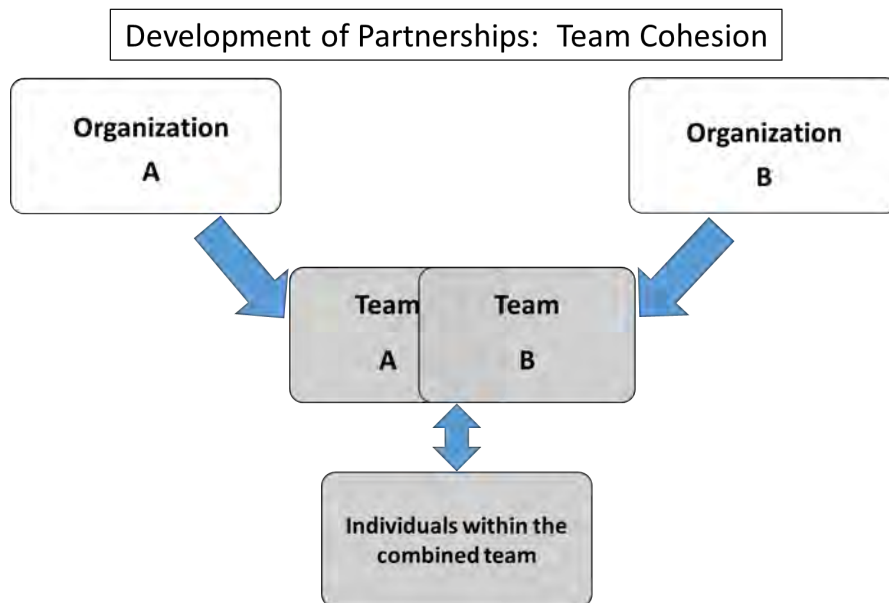 Development of Partnerships: Team Cohesion
Organization
A
Organization
B
Team
A
Team
B
Individuals within the
combined team